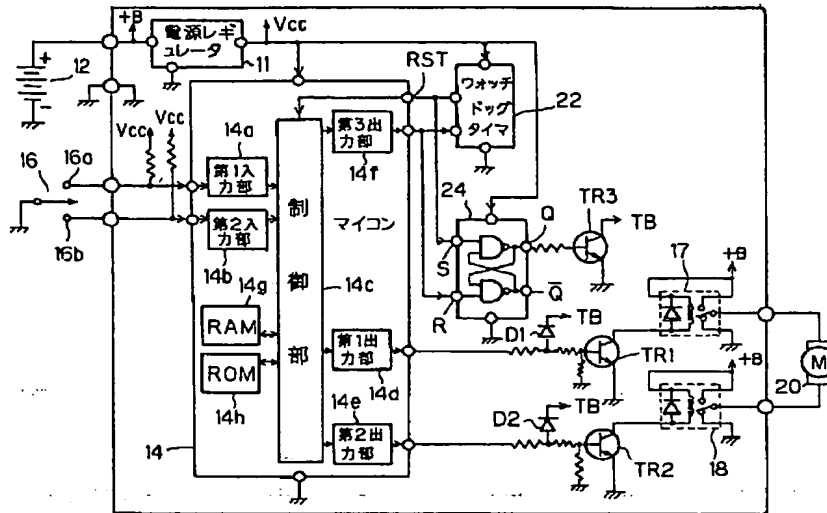 +B
電源レギ
ュレータ
11
Vcc
12
+
-
RST
ウォッチ
ドッグ
タイマ
22
Vcc
Vcc
14a
第3出
力部
14f
16a
16
16b
第1入
力部
第2入
力部
14b
制
御
部
マイコン
14c
24
Q
TR3
TB
S
R
Q̅
14g
RAM
ROM
14h
第1出
力部
14d
14e
第2出
力部
14
D1
TB
TR1
17
+B
D2
TB
TR2
+B
18
M
20